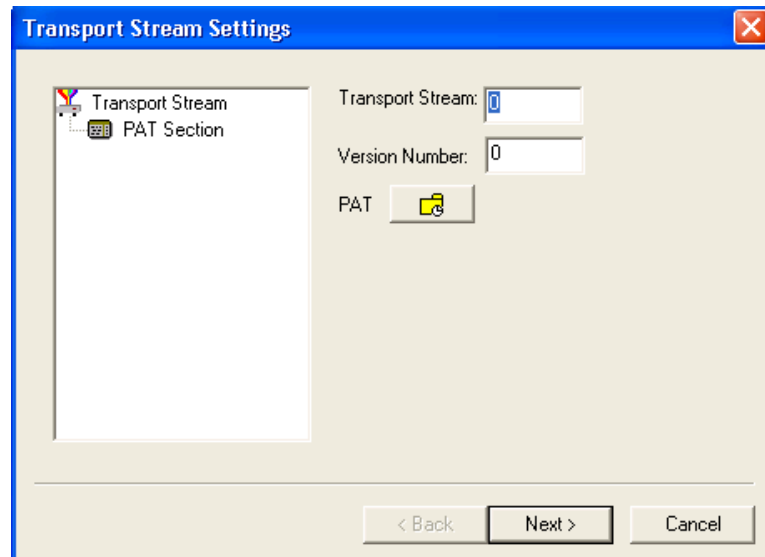 Transport Stream Settings
Transport Stream
PAT Section
Transport Stream: 0
Version Number: 0
PAT
< Back Next > Cancel